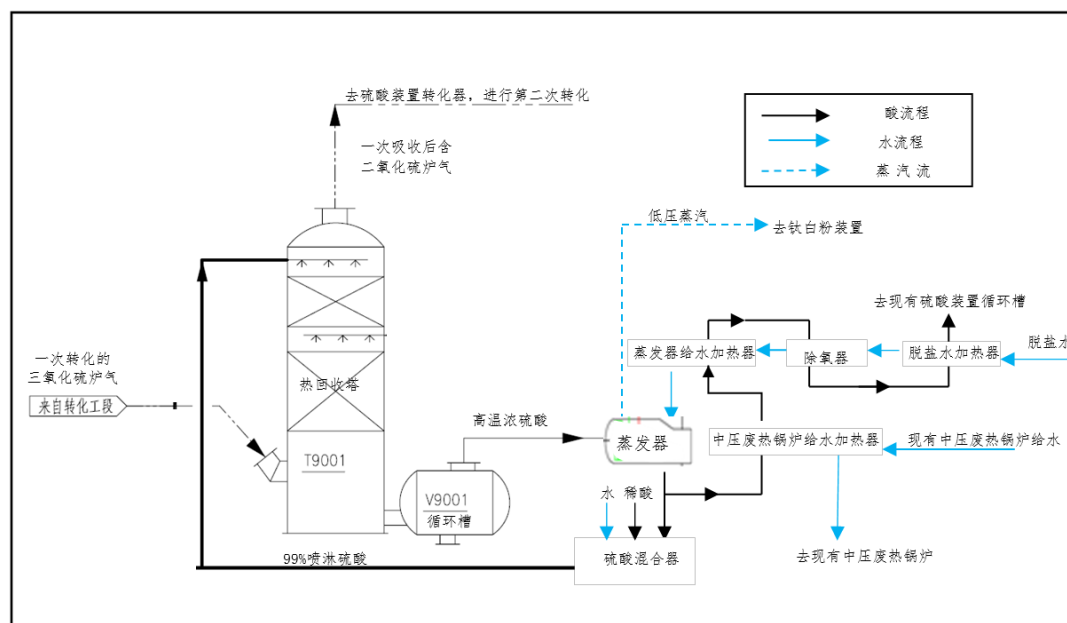 去硫酸装置转化器，进行第二次转化
一次吸收后含
二氧化硫炉气
酸流程
水流程
蒸 汽 流
低压蒸汽
去钛白粉装置
去现有硫酸装置循环槽
一次转化的
三氧化硫炉气
来自转化工段
热回收塔
T9001
高温浓硫酸
V9001
循环槽
蒸发器
蒸发器给水加热器
除氧器
脱盐水加热器
脱盐水
中压废热锅炉给水加热器
现有中压废热锅炉给水
水 稀酸
硫酸混合器
去现有中压废热锅炉
99%喷淋硫酸